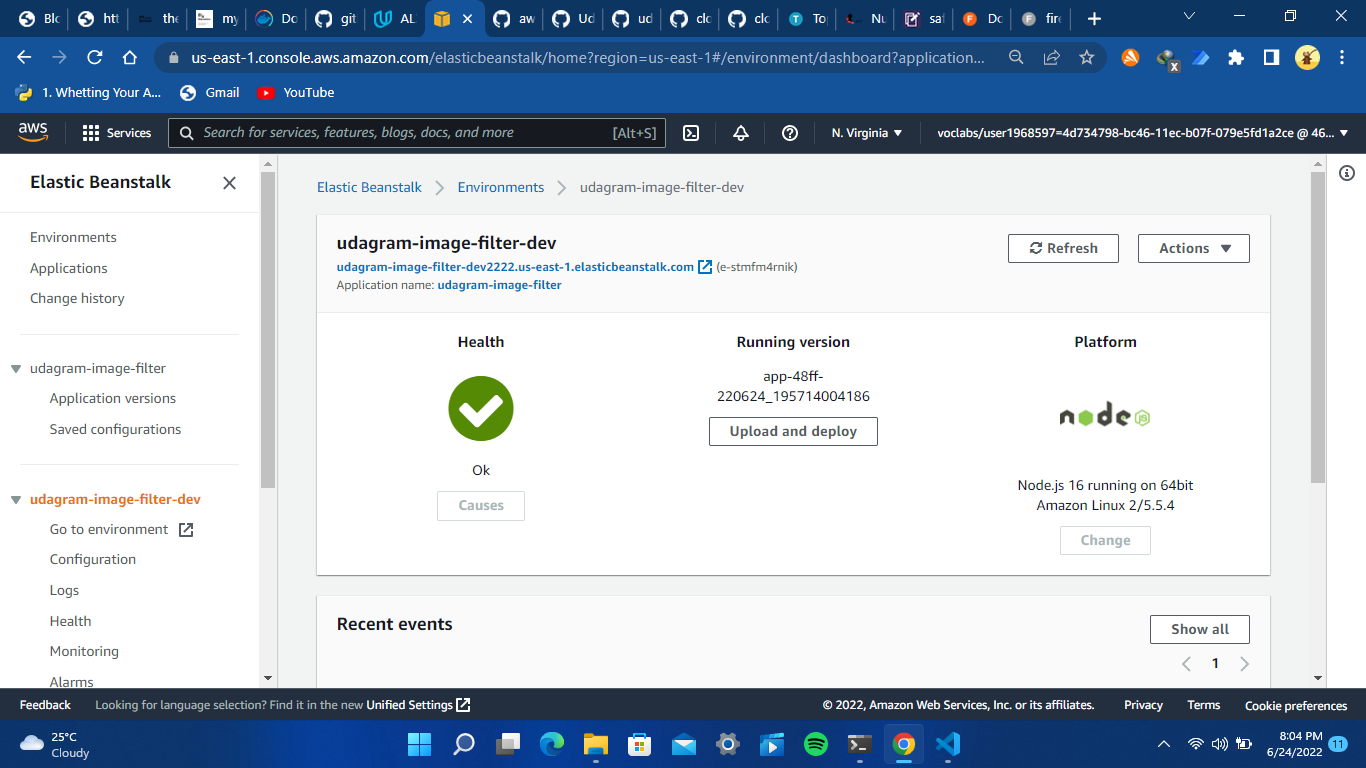 Blo
htt
the
my
Do
git
AL
aw
Ud
ud
clo
clo
To
Nu
sa
Do
fire
us-east-1.console.aws.amazon.com/elasticbeanstalk/home?region=us-east-1#/environment/dashboard?application...
1. Whetting Your A...
Gmail
YouTube
aws
Services
Search for services, features, blogs, docs, and more
[Alt+S]
N. Virginia
voclabs/user1968597=4d734798-bc46-11ec-b07f-079e5fd1a2ce @ 46...
Elastic Beanstalk
Environments
Applications
Change history
udagram-image-filter
Application versions
Saved configurations
udagram-image-filter-dev
Go to environment
Configuration
Logs
Health
Monitoring
Alarms
Elastic Beanstalk
Environments
udagram-image-filter-dev
udagram-image-filter-dev
udagram-image-filter-dev2222.us-east-1.elasticbeanstalk.com (e-stmfm4rnik)
Application name: udagram-image-filter
Refresh
Actions
Health
Ok
Causes
Running version
app-48ff-
220624_195714004186
Upload and deploy
Platform
node JS
Node.js 16 running on 64bit
Amazon Linux 2/5.5.4
Change
Recent events
Show all
1
Feedback
Looking for language selection? Find it in the new Unified Settings
© 2022, Amazon Web Services, Inc. or its affiliates.
Privacy
Terms
Cookie preferences
25°C
Cloudy
8:04 PM
6/24/2022
11